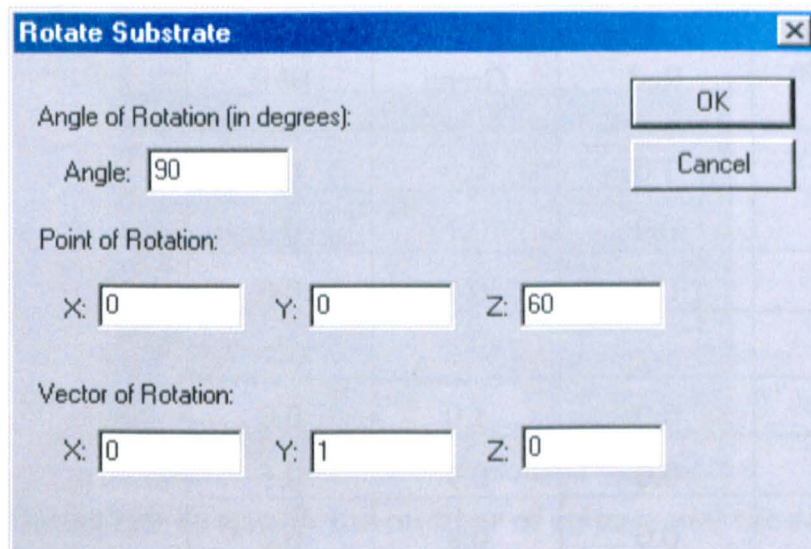 Rotate Substrate
Angle of Rotation (in degrees):
OK
Angle: 90
Cancel
Point of Rotation:
X: 0 Y: 0 Z: 60
Vector of Rotation:
X: 0 Y: 1 Z: 0